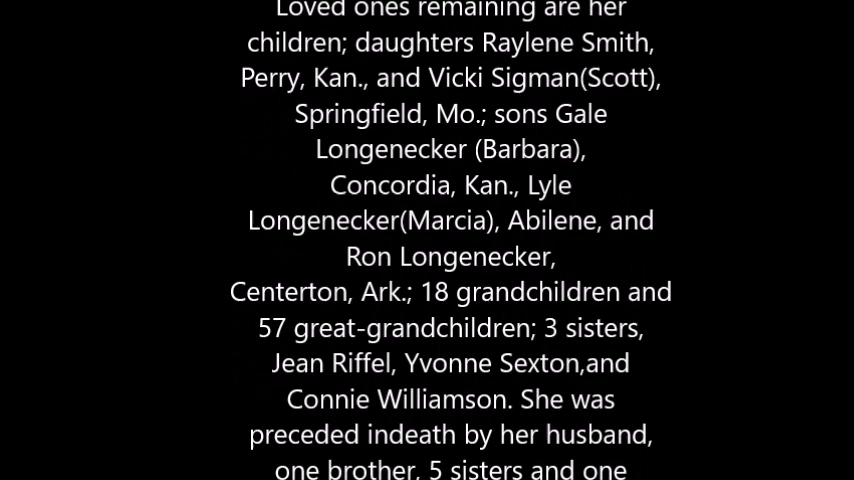 Loved ones remaining are her
children; daughters Raylene Smith,
Perry, Kan., and Vicki Sigman(Scott),
Springfield, Mo.; sons Gale
Longenecker (Barbara),
Concordia, Kan., Lyle
Longenecker(Marcia), Abilene, and
Ron Longenecker,
Centerton, Ark.; 18 grandchildren and
57 great-grandchildren; 3 sisters,
Jean Riffel, Yvonne Sexton,and
Connie Williamson. She was
preceded indeath by her husband,
one brother, 5 sisters and one